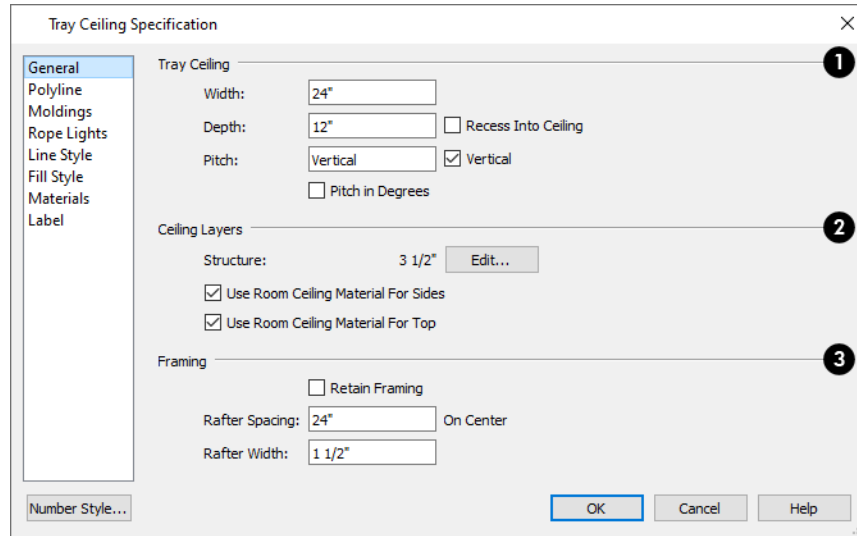 Tray Ceiling Specification
General
Polyline
Moldings
Rope Lights
Line Style
Fill Style
Materials
Label
Tray Ceiling 1
Width: 24"
Depth: 12" Recess Into Ceiling
Pitch: Vertical Vertical
Pitch in Degrees
Ceiling Layers 2
Structure: 3 1/2" Edit...
Use Room Ceiling Material For Sides
Use Room Ceiling Material For Top
Framing 3
Retain Framing
Rafter Spacing: 24" On Center
Rafter Width: 1 1/2"
Number Style... OK Cancel Help